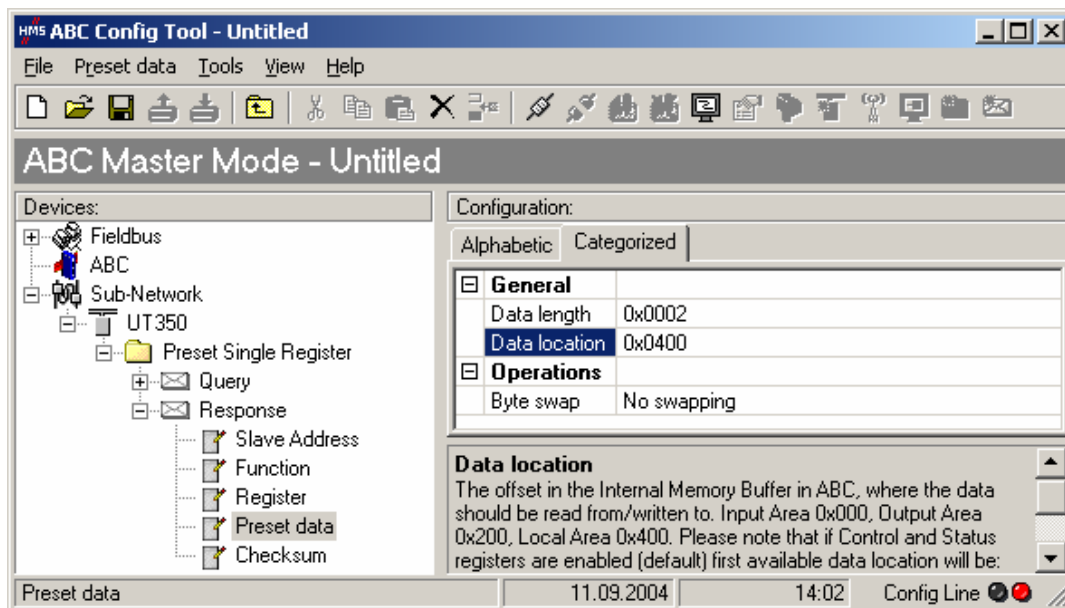 HMS ABC Config Tool - Untitled
File Preset data Tools View Help
ABC Master Mode - Untitled
Devices:
Fieldbus
ABC
Sub-Network
UT350
Preset Single Register
Query
Response
Slave Address
Function
Register
Preset data
Checksum
Configuration:
Alphabetic Categorized
General
Data length 0x0002
Data location 0x0400
Operations
Byte swap No swapping
Data location
The offset in the Internal Memory Buffer in ABC, where the data
should be read from/written to. Input Area 0x000, Output Area
0x200, Local Area 0x400. Please note that if Control and Status
registers are enabled (default) first available data location will be:
Preset data 11.09.2004 14:02 Config Line